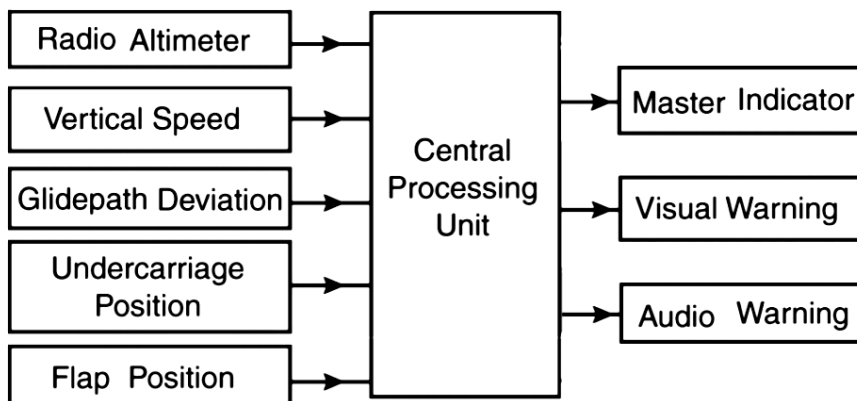 Radio Altimeter
Vertical Speed
Glidepath Deviation
Undercarriage
Position
Flap Position
Central
Processing
Unit
Master Indicator
Visual Warning
Audio Warning